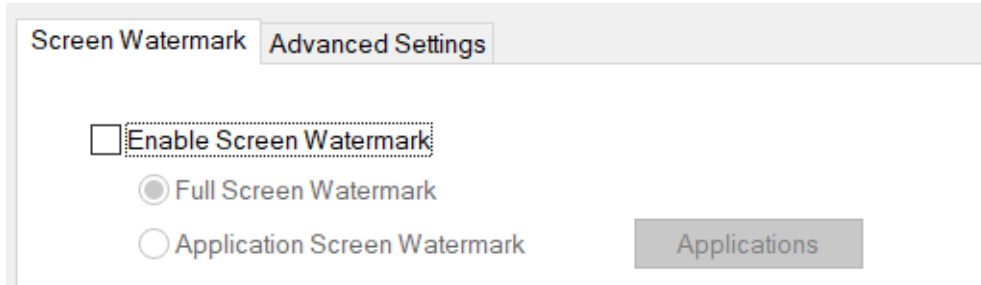 Screen Watermark Advanced Settings
Enable Screen Watermark
Full Screen Watermark
Application Screen Watermark Applications